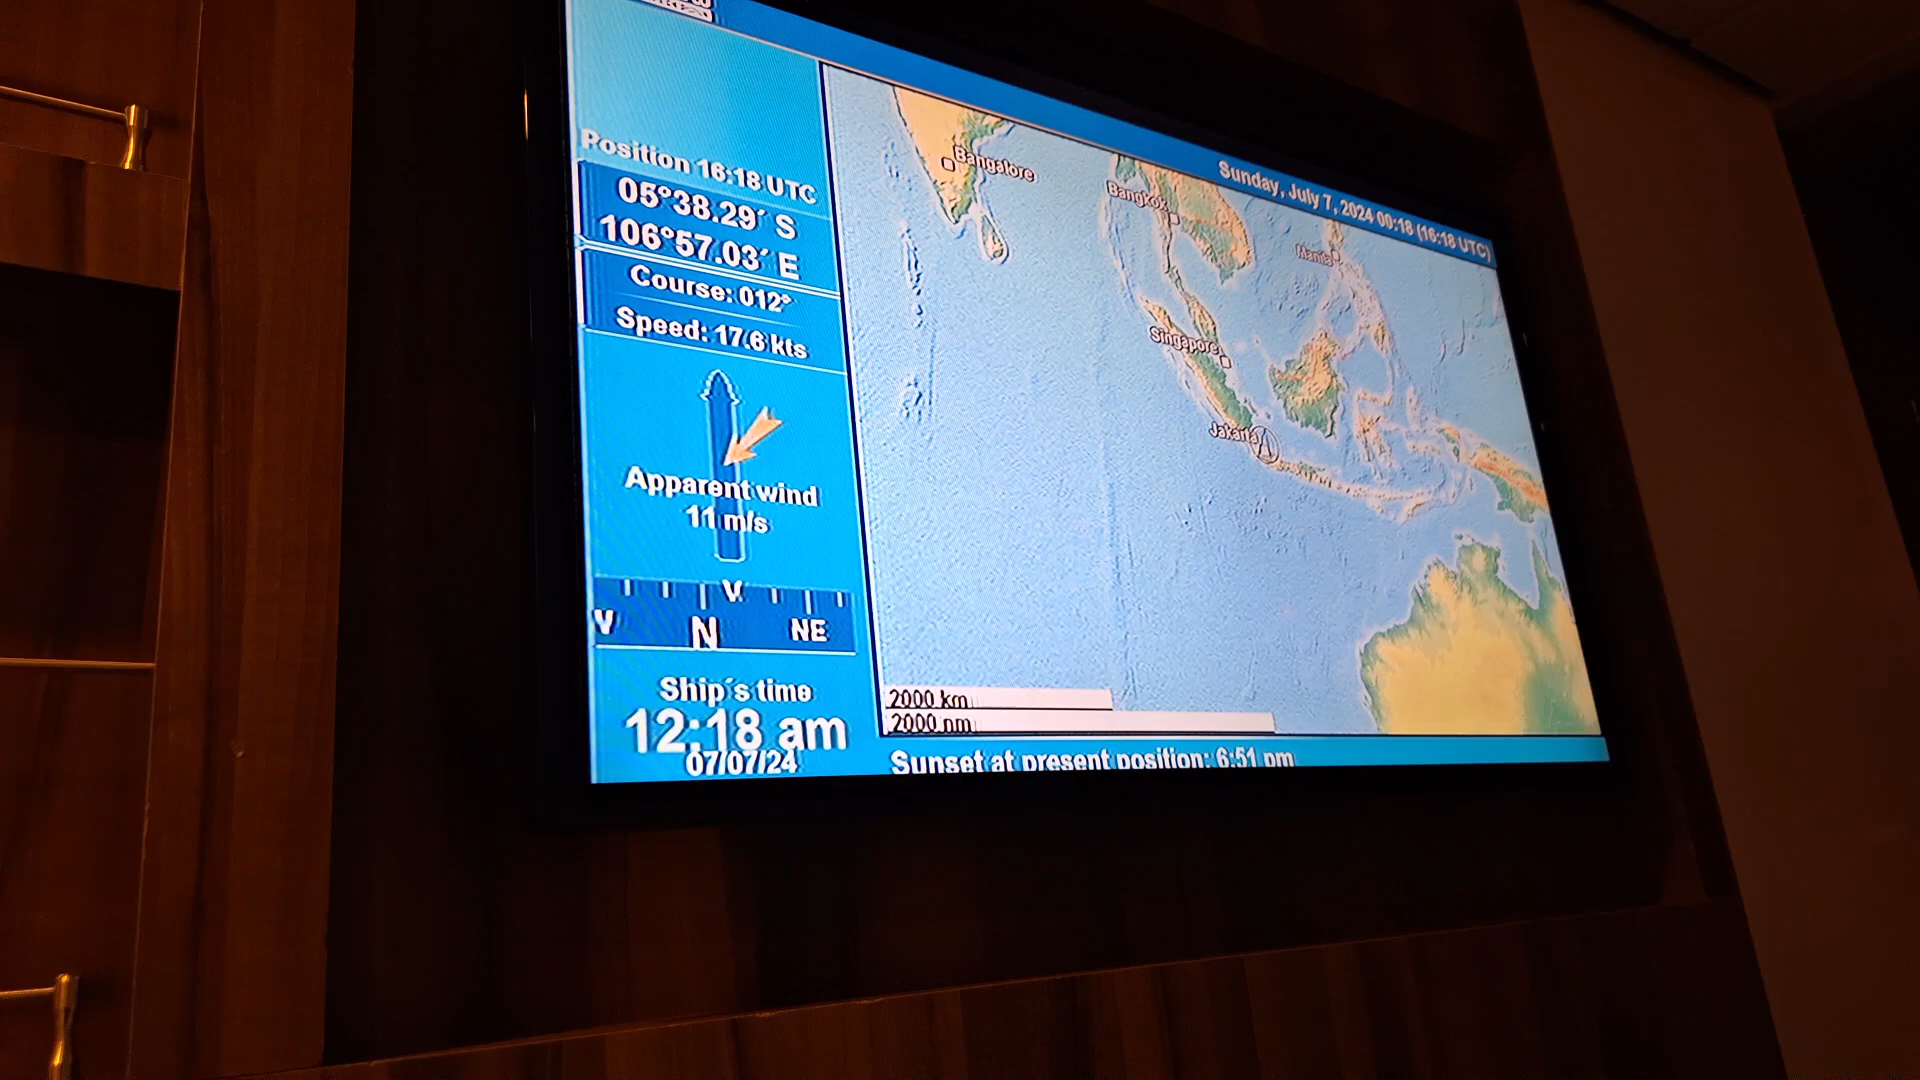 Sunday, July 7, 2024 00:18 (16:18 UTC)
Position 16:18 UTC
05°38.29´ S
106°57.03´ E
Course: 012°
Speed: 17.6 kts
Apparent wind
11 m/s
N
NE
Ship´s time
12:18 am
07/07/24
Bangalore
Bangkok
Manila
Singapore
Jakarta
2000 km
2000 nm
Sunset at present position: 6:51 pm